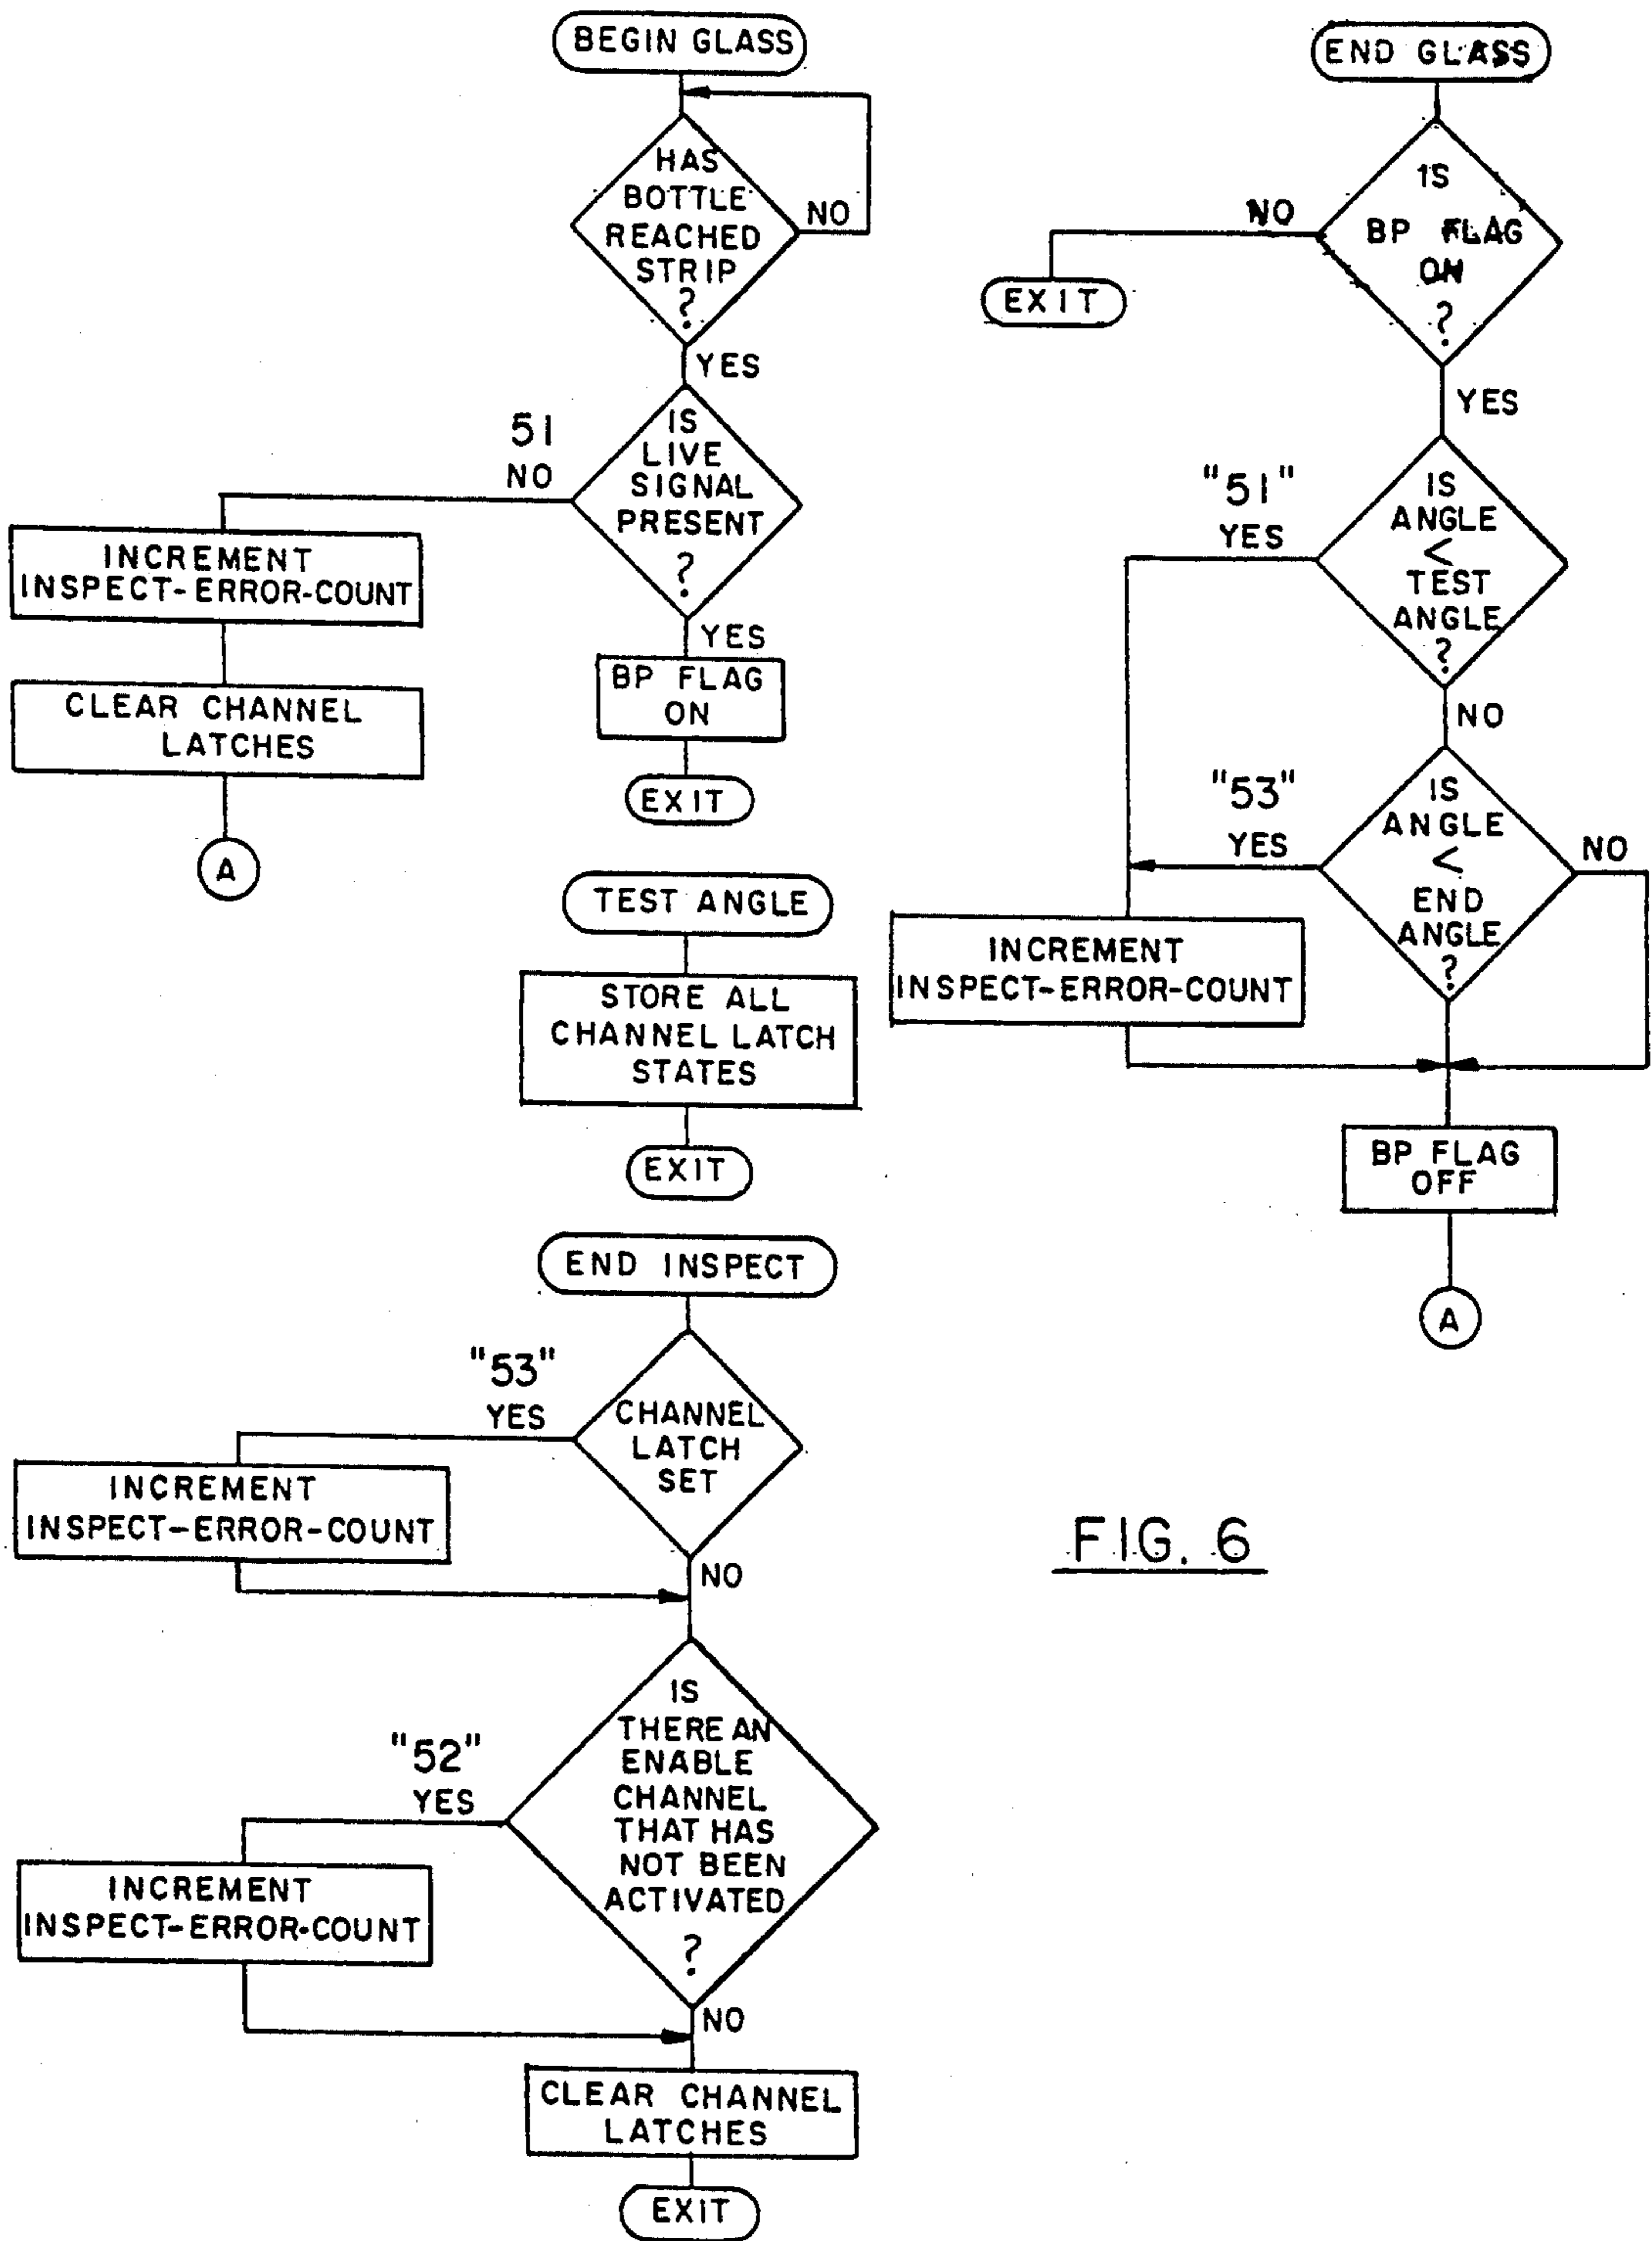 BEGIN GLASS
HAS
BOTTLE
REACHED
STRIP
?
NO
YES
IS
LIVE
SIGNAL
PRESENT
?
51
NO
INCREMENT
INSPECT-ERROR-COUNT
CLEAR CHANNEL
LATCHES
A
YES
BP FLAG
ON
EXIT
TEST ANGLE
STORE ALL
CHANNEL LATCH
STATES
EXIT
END INSPECT
CHANNEL
LATCH
SET
"53"
YES
INCREMENT
INSPECT-ERROR-COUNT
NO
IS
THERE AN
ENABLE
CHANNEL
THAT HAS
NOT BEEN
ACTIVATED
?
"52"
YES
INCREMENT
INSPECT-ERROR-COUNT
NO
CLEAR CHANNEL
LATCHES
EXIT
END GLASS
IS
BP FLAG
ON
?
NO
EXIT
YES
IS
ANGLE
<
TEST
ANGLE
?
"51"
YES
NO
IS
ANGLE
<
END
ANGLE
?
"53"
YES
NO
INCREMENT
INSPECT-ERROR-COUNT
BP FLAG
OFF
A
FIG. 6